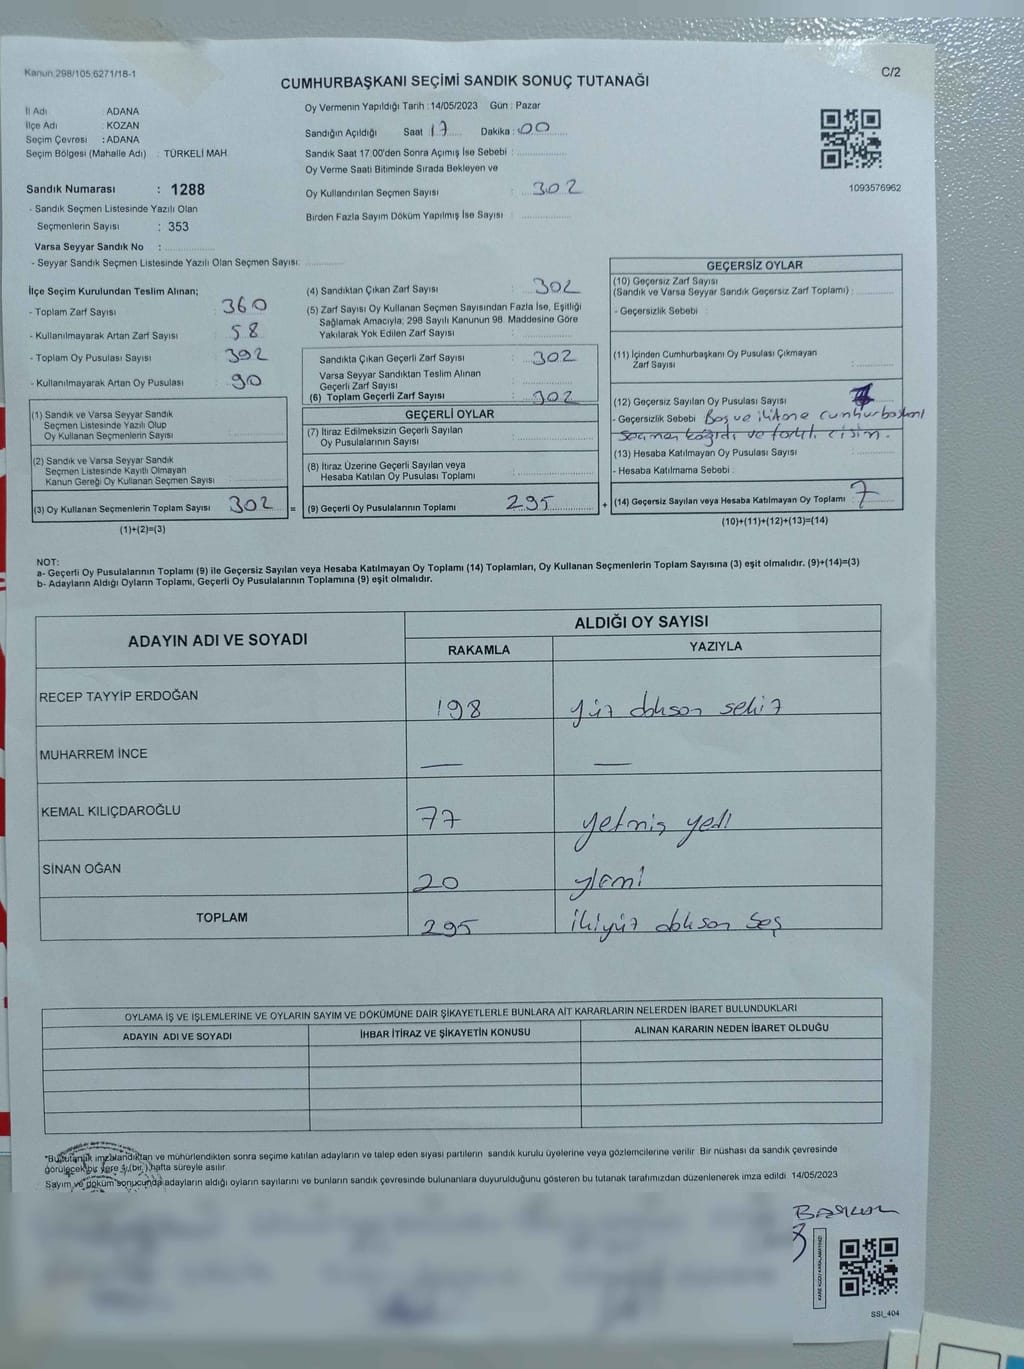 Kanun 298/105,6271/18-1
C/2
CUMHURBAŞKANI SEÇİMİ SANDIK SONUÇ TUTANAĞI
İl Adı : ADANA
İlçe Adı : KOZAN
Seçim Çevresi : ADANA
Seçim Bölgesi (Mahalle Adı) : TÜRKELİ MAH.
Sandık Numarası : 1288
- Sandık Seçmen Listesinde Yazılı Olan
Seçmenlerin Sayısı : 353
Varsa Seyyar Sandık No :
- Seyyar Sandık Seçmen Listesinde Yazılı Olan Seçmen Sayısı:
Oy Vermenin Yapıldığı Tarih : 14/05/2023 Gün : Pazar
Sandığın Açıldığı Saat 17 Dakika : 00
Sandık Saat 17.00'den Sonra Açımış İse Sebebi :
Oy Verme Saati Bitiminde Sırada Bekleyen ve
Oy Kullandırılan Seçmen Sayısı : 302
Birden Fazla Sayım Döküm Yapılmış İse Sayısı :
1093576962
İlçe Seçim Kurulundan Teslim Alınan;
- Toplam Zarf Sayısı : 360
- Kullanılmayarak Artan Zarf Sayısı : 58
- Toplam Oy Pusulası Sayısı : 392
- Kullanılmayarak Artan Oy Pusulası : 90
(1) Sandık ve Varsa Seyyar Sandık
Seçmen Listesinde Yazılı Olup
Oy Kullanan Seçmenlerin Sayısı
(2) Sandık ve Varsa Seyyar Sandık
Seçmen Listesinde Kayıtlı Olmayan
Kanun Gereği Oy Kullanan Seçmen Sayısı :
(3) Oy Kullanan Seçmenlerin Toplam Sayısı 302
(1)+(2)=(3)
(4) Sandıktan Çıkan Zarf Sayısı : 302
(5) Zarf Sayısı Oy Kullanan Seçmen Sayısından Fazla İse, Eşitliği
Sağlamak Amacıyla; 298 Sayılı Kanunun 98. Maddesine Göre
Yakılarak Yok Edilen Zarf Sayısı :
Sandıkta Çıkan Geçerli Zarf Sayısı : 302
Varsa Seyyar Sandıktan Teslim Alınan
Geçerli Zarf Sayısı :
(6) Toplam Geçerli Zarf Sayısı : 302
GEÇERLİ OYLAR
(7) İtiraz Edilmeksizin Geçerli Sayılan
Oy Pusulalarının Sayısı :
(8) İtiraz Üzerine Geçerli Sayılan veya
Hesaba Katılan Oy Pusulası Toplamı :
= (9) Geçerli Oy Pusulalarının Toplamı 295 +
GEÇERSİZ OYLAR
(10) Geçersiz Zarf Sayısı
(Sandık ve Varsa Seyyar Sandık Geçersiz Zarf Toplamı) :
- Geçersizlik Sebebi :
(11) İçinden Cumhurbaşkanı Oy Pusulası Çıkmayan
Zarf Sayısı :
(12) Geçersiz Sayılan Oy Pusulası Sayısı :
- Geçersizlik Sebebi Boş ve cumhurbaşkanı
ve
(13) Hesaba Katılmayan Oy Pusulası Sayısı :
- Hesaba Katılmama Sebebi :
(14) Geçersiz Sayılan veya Hesaba Katılmayan Oy Toplamı : 7
(10)+(11)+(12)+(13)=(14)
NOT:
a- Geçerli Oy Pusulalarının Toplamı (9) ile Geçersiz Sayılan veya Hesaba Katılmayan Oy Toplamı (14) Toplamları, Oy Kullanan Seçmenlerin Toplam Sayısına (3) eşit olmalıdır. (9)+(14)=(3)
b- Adayların Aldığı Oyların Toplamı, Geçerli Oy Pusulalarının Toplamına (9) eşit olmalıdır.
ADAYIN ADI VE SOYADI
ALDIĞI OY SAYISI
RAKAMLA YAZIYLA
RECEP TAYYİP ERDOĞAN 198 yüz doksan sekiz
MUHARREM İNCE — —
KEMAL KILIÇDAROĞLU 77 yetmiş yedi
SİNAN OĞAN 20 yirmi
TOPLAM 295 ikiyüz doksan beş
OYLAMA İŞ VE İŞLEMLERİNE VE OYLARIN SAYIM VE DÖKÜMÜNE DAİR ŞİKAYETLERLE BUNLARA AİT KARARLARIN NELERDEN İBARET BULUNDUKLARI
ADAYIN ADI VE SOYADI İHBAR İTİRAZ VE ŞİKAYETİN KONUSU ALINAN KARARIN NEDEN İBARET OLDUĞU
*Bu tutanak imzalandıktan ve mühürlendikten sonra seçime katılan adayların ve talep eden siyasi partilerin sandık kurulu üyelerine veya gözlemcilerine verilir. Bir nüshası da sandık çevresinde
görülecek bir yere 1 (bir) hafta süreyle asılır.
Sayım ve döküm sonucunda adayların aldığı oyların sayılarını ve bunların sandık çevresinde bulunanlara duyurulduğunu gösteren bu tutanak tarafımızdan düzenlenerek imza edildi. 14/05/2023
KARE KODU KARALAMAYINIZ!
SSI_404